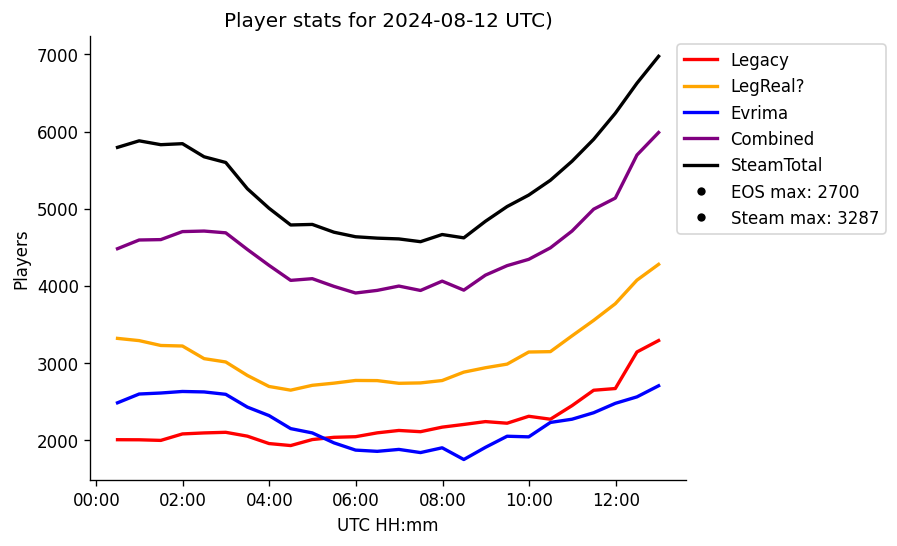 Player stats for 2024-08-12 UTC)
7000
6000
5000
4000
3000
2000
Players
00:00 02:00 04:00 06:00 08:00 10:00 12:00
UTC HH:mm
Legacy
LegReal?
Evrima
Combined
SteamTotal
EOS max: 2700
Steam max: 3287